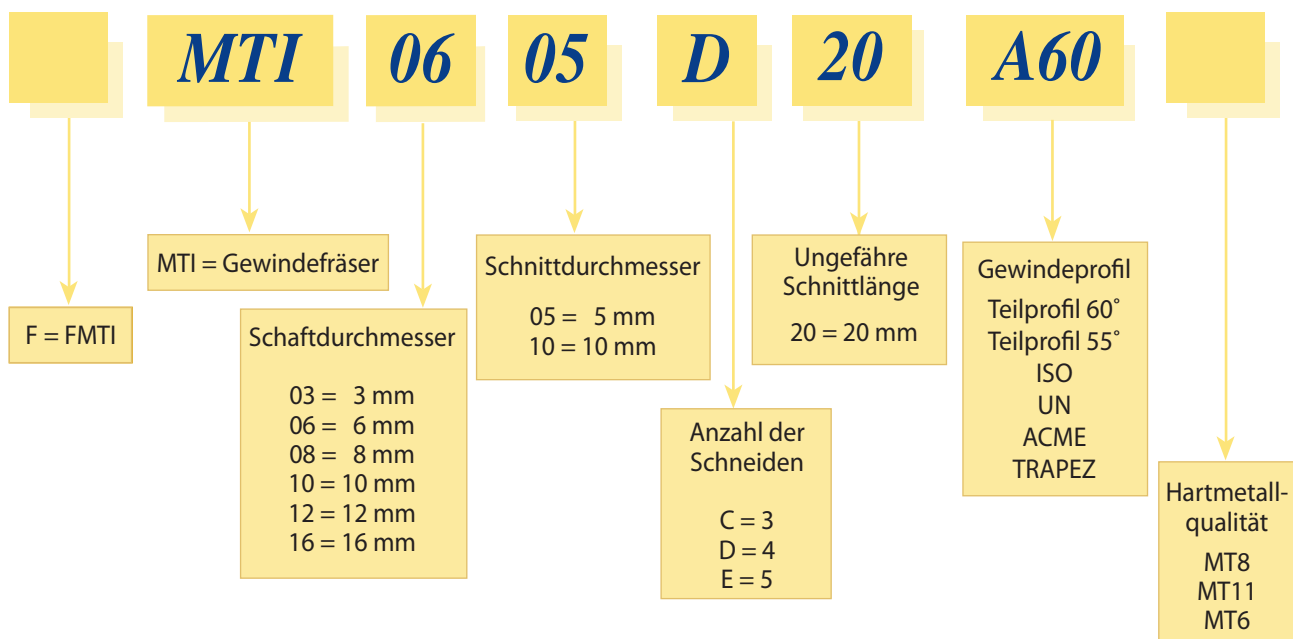 MTI 06 05 D 20 A60
F = FMTI
MTI = Gewindefräser
Schaftdurchmesser
03 = 3 mm
06 = 6 mm
08 = 8 mm
10 = 10 mm
12 = 12 mm
16 = 16 mm
Schnittdurchmesser
05 = 5 mm
10 = 10 mm
Anzahl der
Schneiden
C = 3
D = 4
E = 5
Ungefähre
Schnittlänge
20 = 20 mm
Gewindeprofil
Teilprofil 60°
Teilprofil 55°
ISO
UN
ACME
TRAPEZ
Hartmetall-
qualität
MT8
MT11
MT6